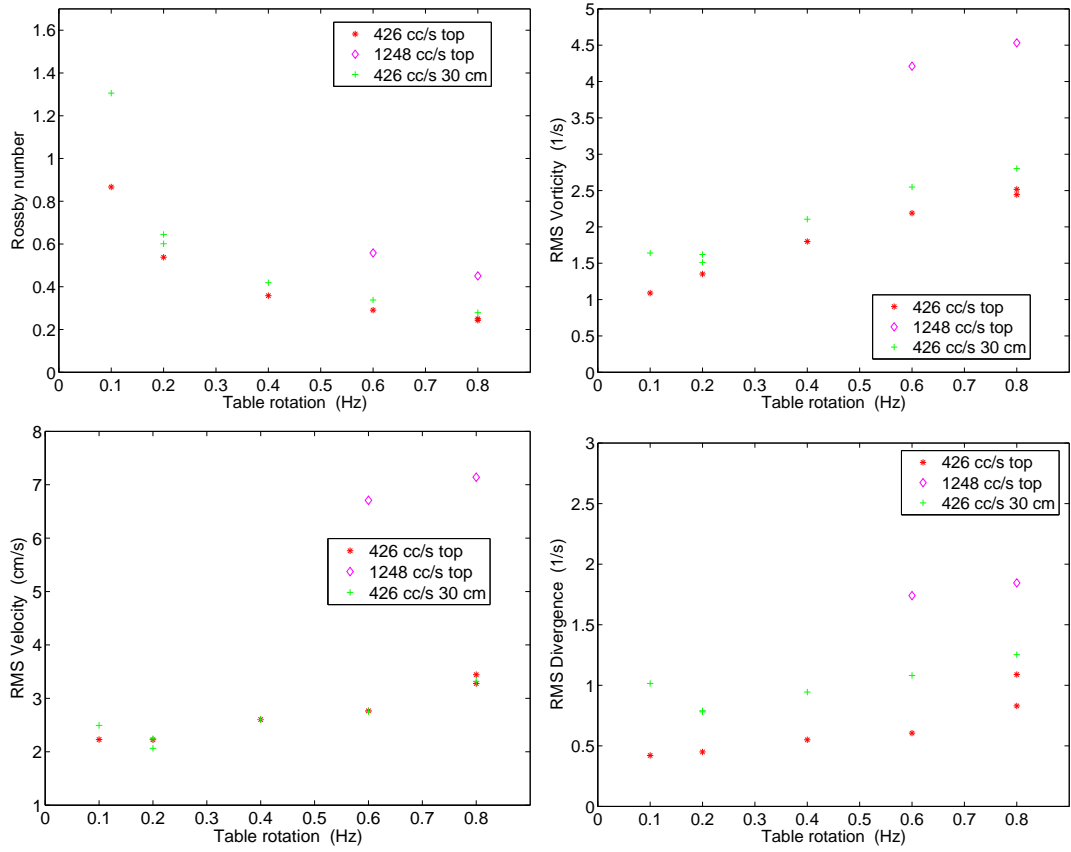 1.6
1.4
1.2
1
0.8
0.6
0.4
0.2
0
Rossby number
0 0.1 0.2 0.3 0.4 0.5 0.6 0.7 0.8
Table rotation (Hz)
426 cc/s top
1248 cc/s top
426 cc/s 30 cm
5
4.5
4
3.5
3
2.5
2
1.5
1
0.5
0
RMS Vorticity (1/s)
0 0.1 0.2 0.3 0.4 0.5 0.6 0.7 0.8
Table rotation (Hz)
426 cc/s top
1248 cc/s top
426 cc/s 30 cm
8
7
6
5
4
3
2
1
RMS Velocity (cm/s)
0 0.1 0.2 0.3 0.4 0.5 0.6 0.7 0.8
Table rotation (Hz)
426 cc/s top
1248 cc/s top
426 cc/s 30 cm
3
2.5
2
1.5
1
0.5
0
RMS Divergence (1/s)
0 0.1 0.2 0.3 0.4 0.5 0.6 0.7 0.8
Table rotation (Hz)
426 cc/s top
1248 cc/s top
426 cc/s 30 cm